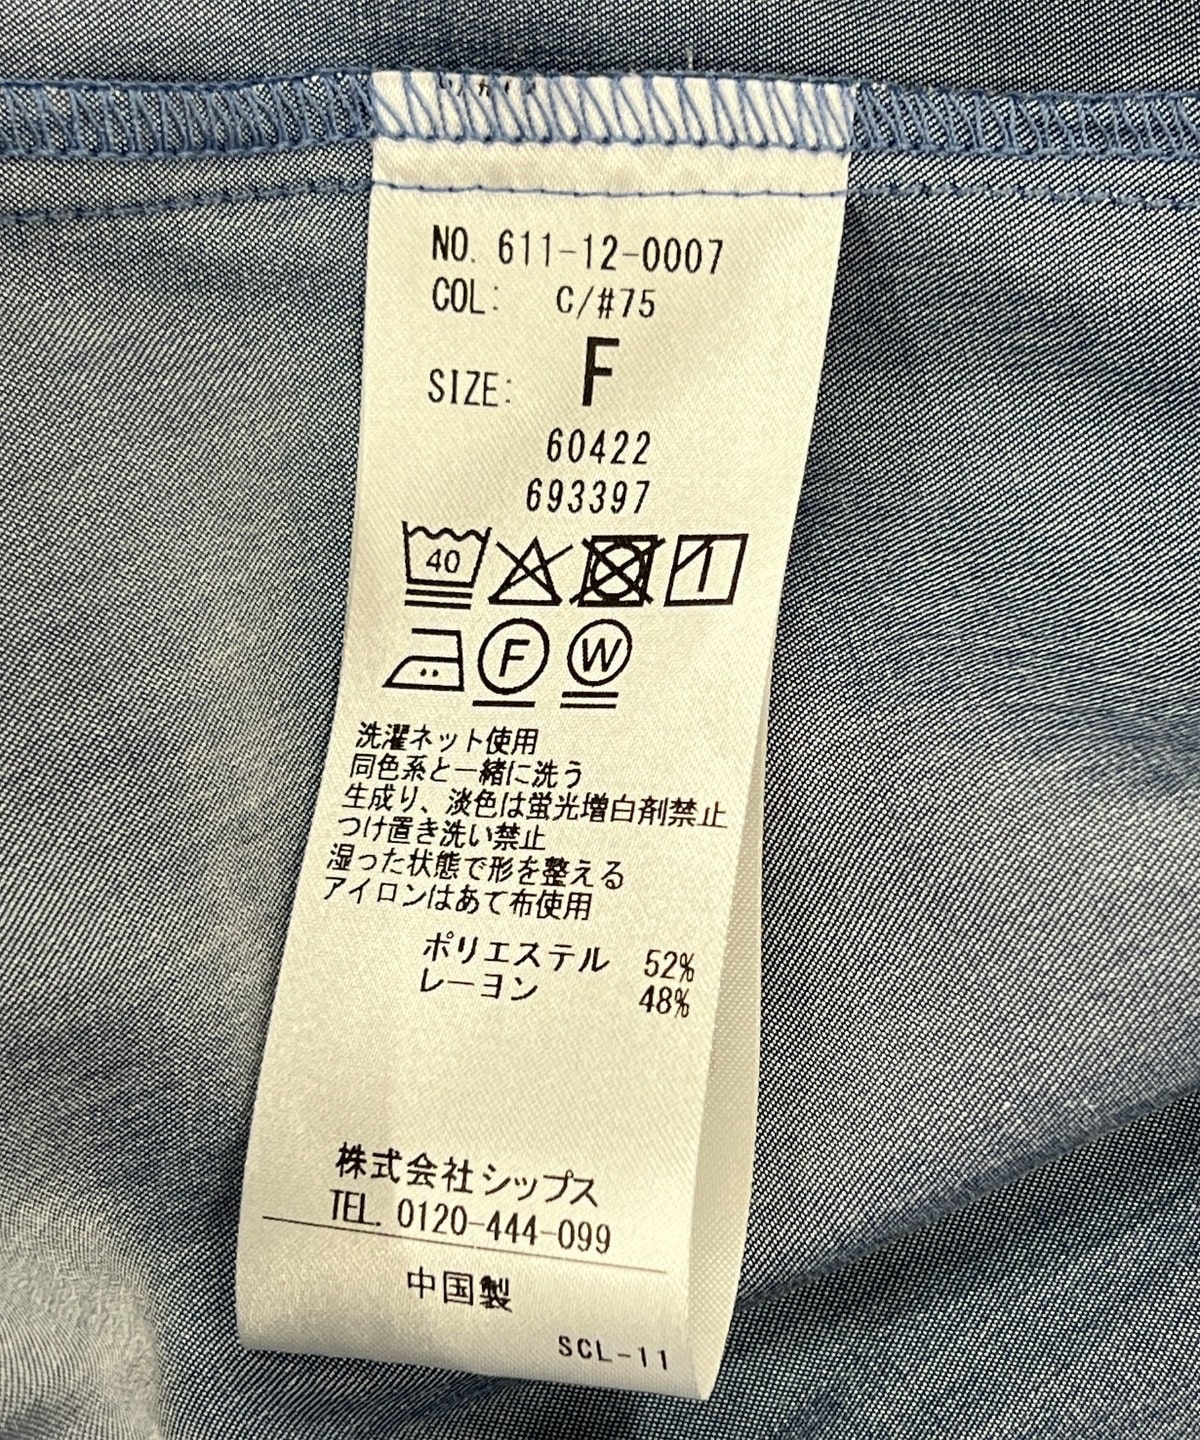 NO. 611-12-0007
COL: C/#75
SIZE: F
60422
693397
40
F W
洗濯ネット使用
同色系と一緒に洗う
生成り、淡色は蛍光増白剤禁止
つけ置き洗い禁止
湿った状態で形を整える
アイロンはあて布使用
ポリエステル 52%
レーヨン 48%
株式会社シップス
TEL. 0120-444-099
中国製
SCL-11